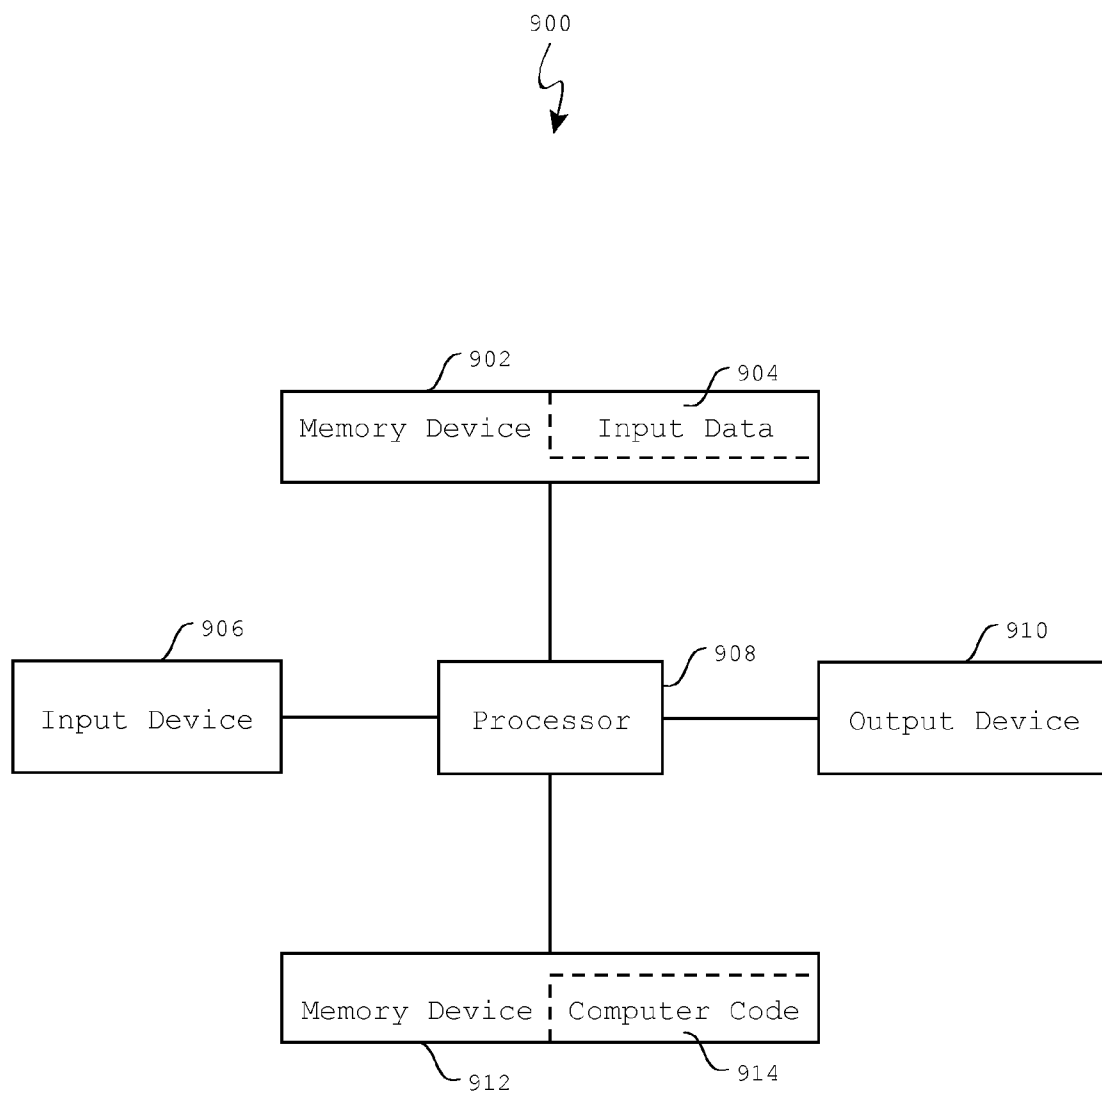 900
902
904
Memory Device
Input Data
906
908
910
Input Device
Processor
Output Device
Memory Device
Computer Code
912
914